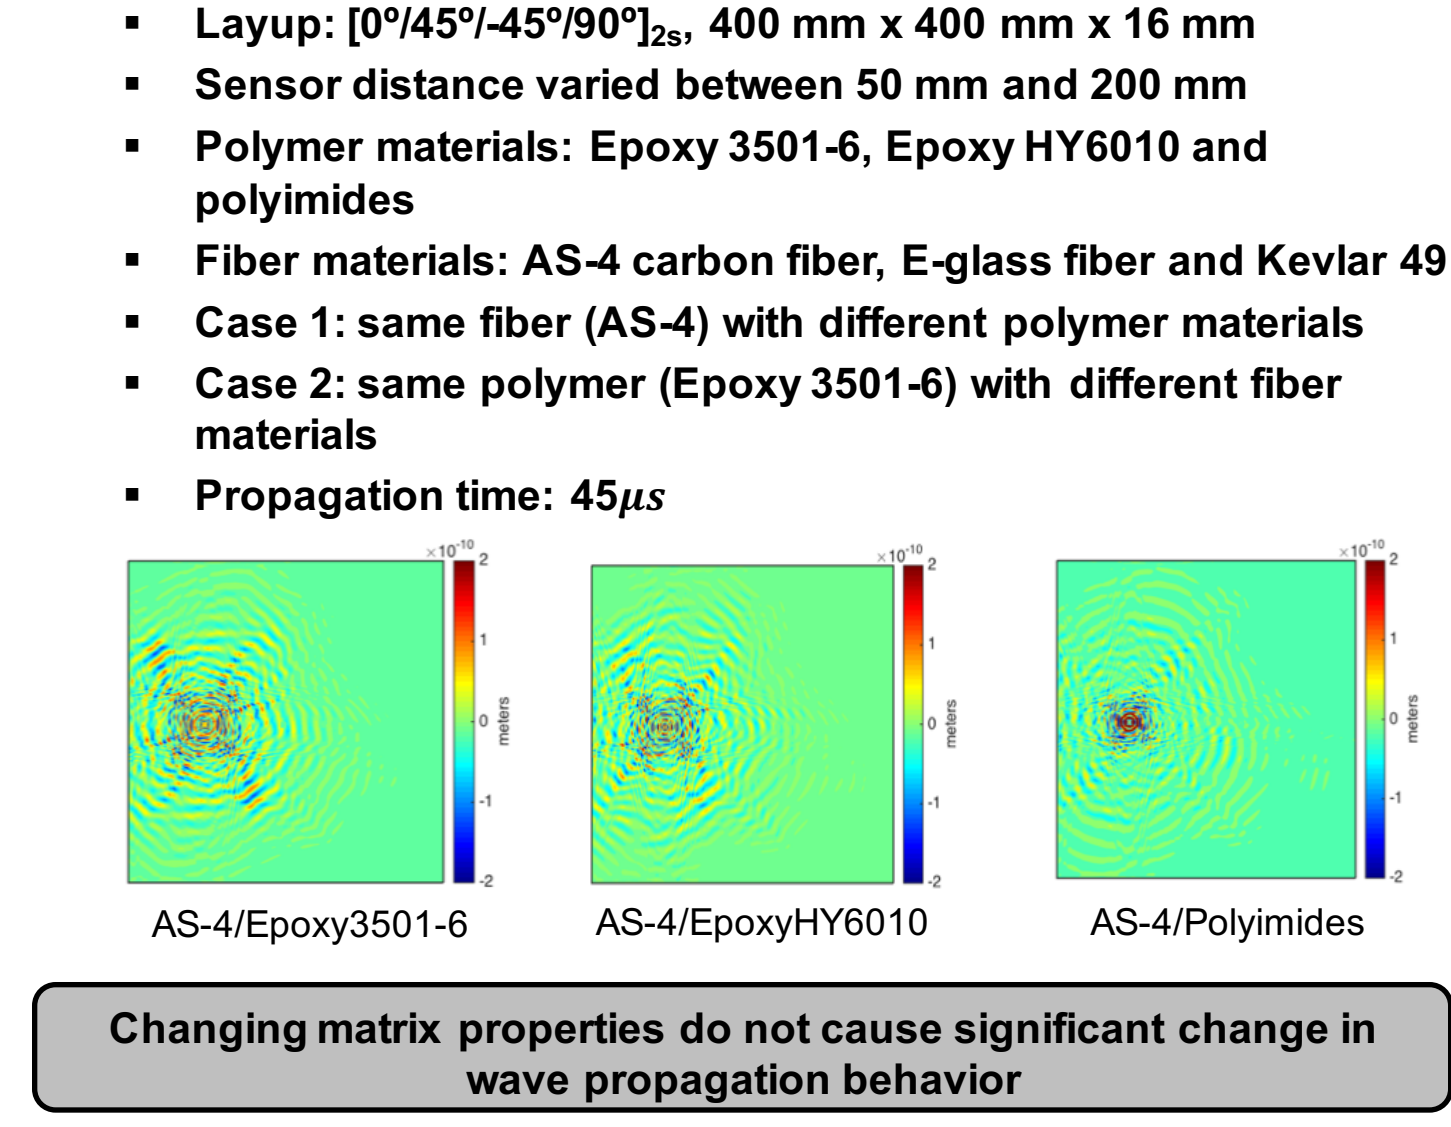 ▪ Layup: [0º/45º/-45º/90º]2s, 400 mm x 400 mm x 16 mm
▪ Sensor distance varied between 50 mm and 200 mm
▪ Polymer materials: Epoxy 3501-6, Epoxy HY6010 and
polyimides
▪ Fiber materials: AS-4 carbon fiber, E-glass fiber and Kevlar 49
▪ Case 1: same fiber (AS-4) with different polymer materials
▪ Case 2: same polymer (Epoxy 3501-6) with different fiber
materials
▪ Propagation time: 45μs
×10-10
2
1
0
-1
-2
meters
×10-10
2
1
0
-1
-2
meters
×10-10
2
1
0
-1
-2
meters
AS-4/Epoxy3501-6
AS-4/EpoxyHY6010
AS-4/Polyimides
Changing matrix properties do not cause significant change in
wave propagation behavior